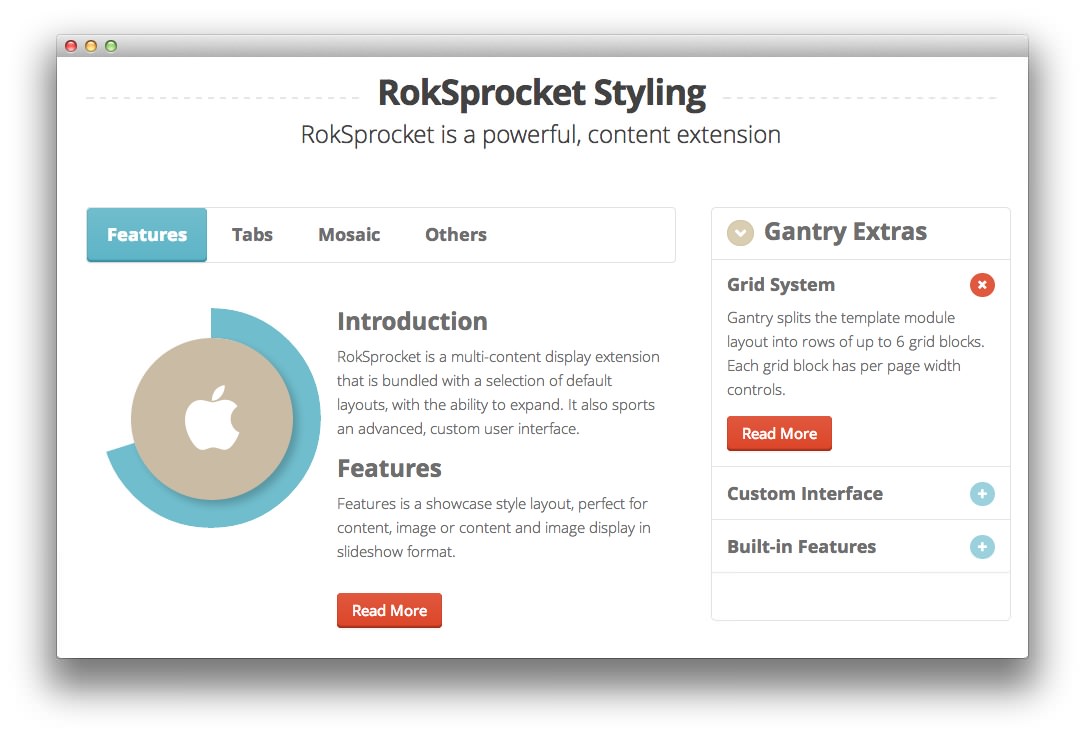 RokSprocket Styling
RokSprocket is a powerful, content extension
Features
Tabs
Mosaic
Others
Introduction
RokSprocket is a multi-content display extension
that is bundled with a selection of default
layouts, with the ability to expand. It also sports
an advanced, custom user interface.
Features
Features is a showcase style layout, perfect for
content, image or content and image display in
slideshow format.
Read More
Gantry Extras
Grid System
Gantry splits the template module
layout into rows of up to 6 grid blocks.
Each grid block has per page width
controls.
Read More
Custom Interface
Built-in Features